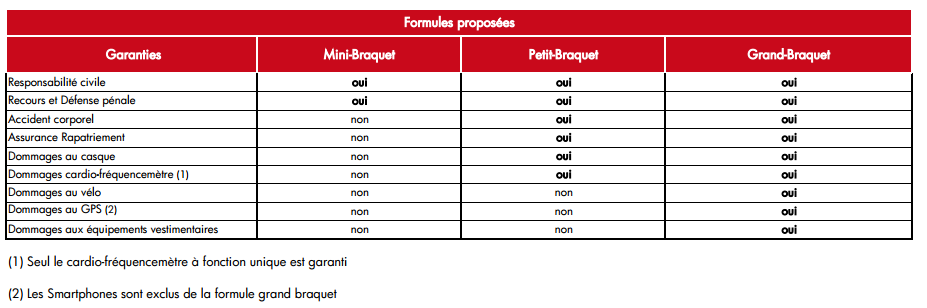 Formules proposées
Garanties Mini-Braquet Petit-Braquet Grand-Braquet
Responsabilité civile oui oui oui
Recours et Défense pénale oui oui oui
Accident corporel non oui oui
Assurance Rapatriement non oui oui
Dommages au casque non oui oui
Dommages cardio-fréquencemètre (1) non oui oui
Dommages au vélo non non oui
Dommages au GPS (2) non non oui
Dommages aux équipements vestimentaires non non oui
(1) Seul le cardio-fréquencemètre à fonction unique est garanti
(2) Les Smartphones sont exclus de la formule grand braquet